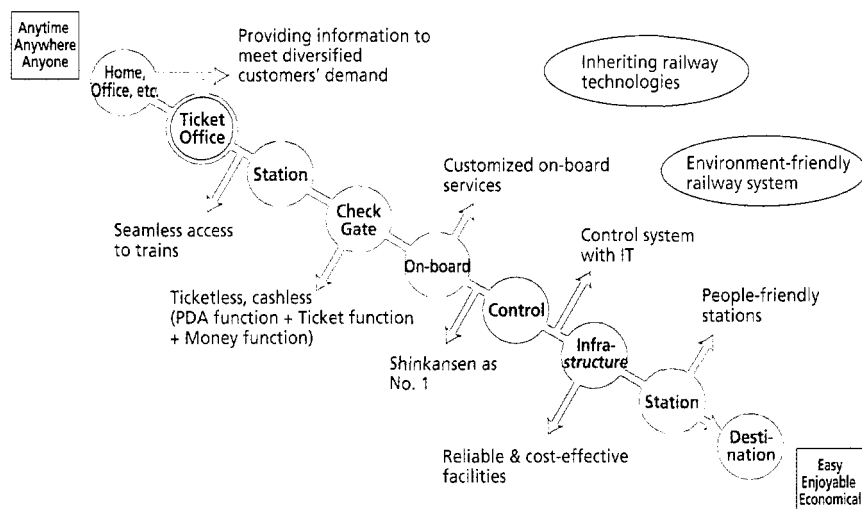 Anytime
Anywhere
Anyone
Providing information to
meet diversified
customers' demand
Home,
Office, etc.
Inheriting railway
technologies
Ticket
Office
Station
Customized on-board
services
Environment-friendly
railway system
Seamless access
to trains
Check
Gate
On-board
Control system
with IT
Ticketless, cashless
(PDA function + Ticket function
+ Money function)
Control
People-friendly
stations
Shinkansen as
No. 1
Infra-
structure
Station
Reliable & cost-effective
facilities
Desti-
nation
Easy
Enjoyable
Economical